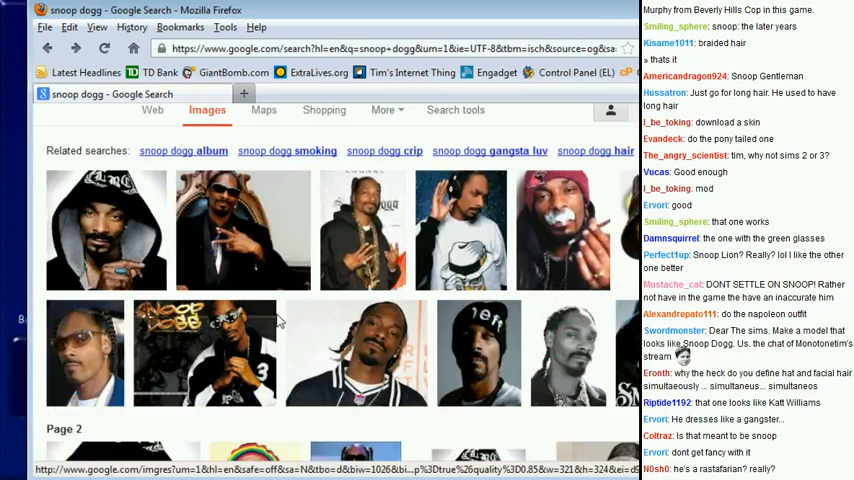 snoop dogg - Google Search - Mozilla Firefox
File Edit View History Bookmarks Tools Help
https://www.google.com/search?hl=en&q=snoop+dogg&um=1&ie=UTF-8&tbm=isch&source=og&sa
Latest Headlines TD Bank GiantBomb.com ExtraLives.org Tim's Internet Thing Engadget Control Panel (EL) cP
snoop dogg - Google Search
Web Images Maps Shopping More Search tools
Related searches: snoop dogg album snoop dogg smoking snoop dogg crip snoop dogg gangsta luv snoop dogg hair
COGNAC
SNOOP
DOGG
3
Page 2
http://www.google.com/imgres?um=1&hl=en&safe=off&sa=N&tbo=d&biw=1026&bi...p%3Dtrue%26quality%3D0.85&w=321&h=324&ei=d9
Murphy from Beverly Hills Cop in this game.
Smiling_sphere: snoop: the later years
Kisame1011: braided hair
» thats it
Americandragon924: Snoop Gentleman
Hussatron: Just go for long hair. He used to have
long hair
I_be_toking: download a skin
Evandeck: do the pony tailed one
The_angry_scientist: tim, why not sims 2 or 3?
Vucas: Good enough
I_be_toking: mod
Ervori: good
Smiling_sphere: that one works
Damnsquirrel: the one with the green glasses
Perfect1up: Snoop Lion? Really? lol I like the other
one better
Mustache_cat: DONT SETTLE ON SNOOP! Rather
not have in the game the have an inaccurate him
Alexandrepato111: do the napoleon outfit
Swordmonster: Dear The sims. Make a model that
looks like Snoop Dogg. Us. the chat of Monotonetim's
stream
Eronth: why the heck do you define hat and facial hair
simultaeously ... simultaneus... simultaneos
Riptide1192: that one looks like Katt Williams
Ervori: He dresses like a gangster...
Coltraz: Is that meant to be snoop
Ervori: dont get fancy with it
N0sh0: he's a rastafarian? really?